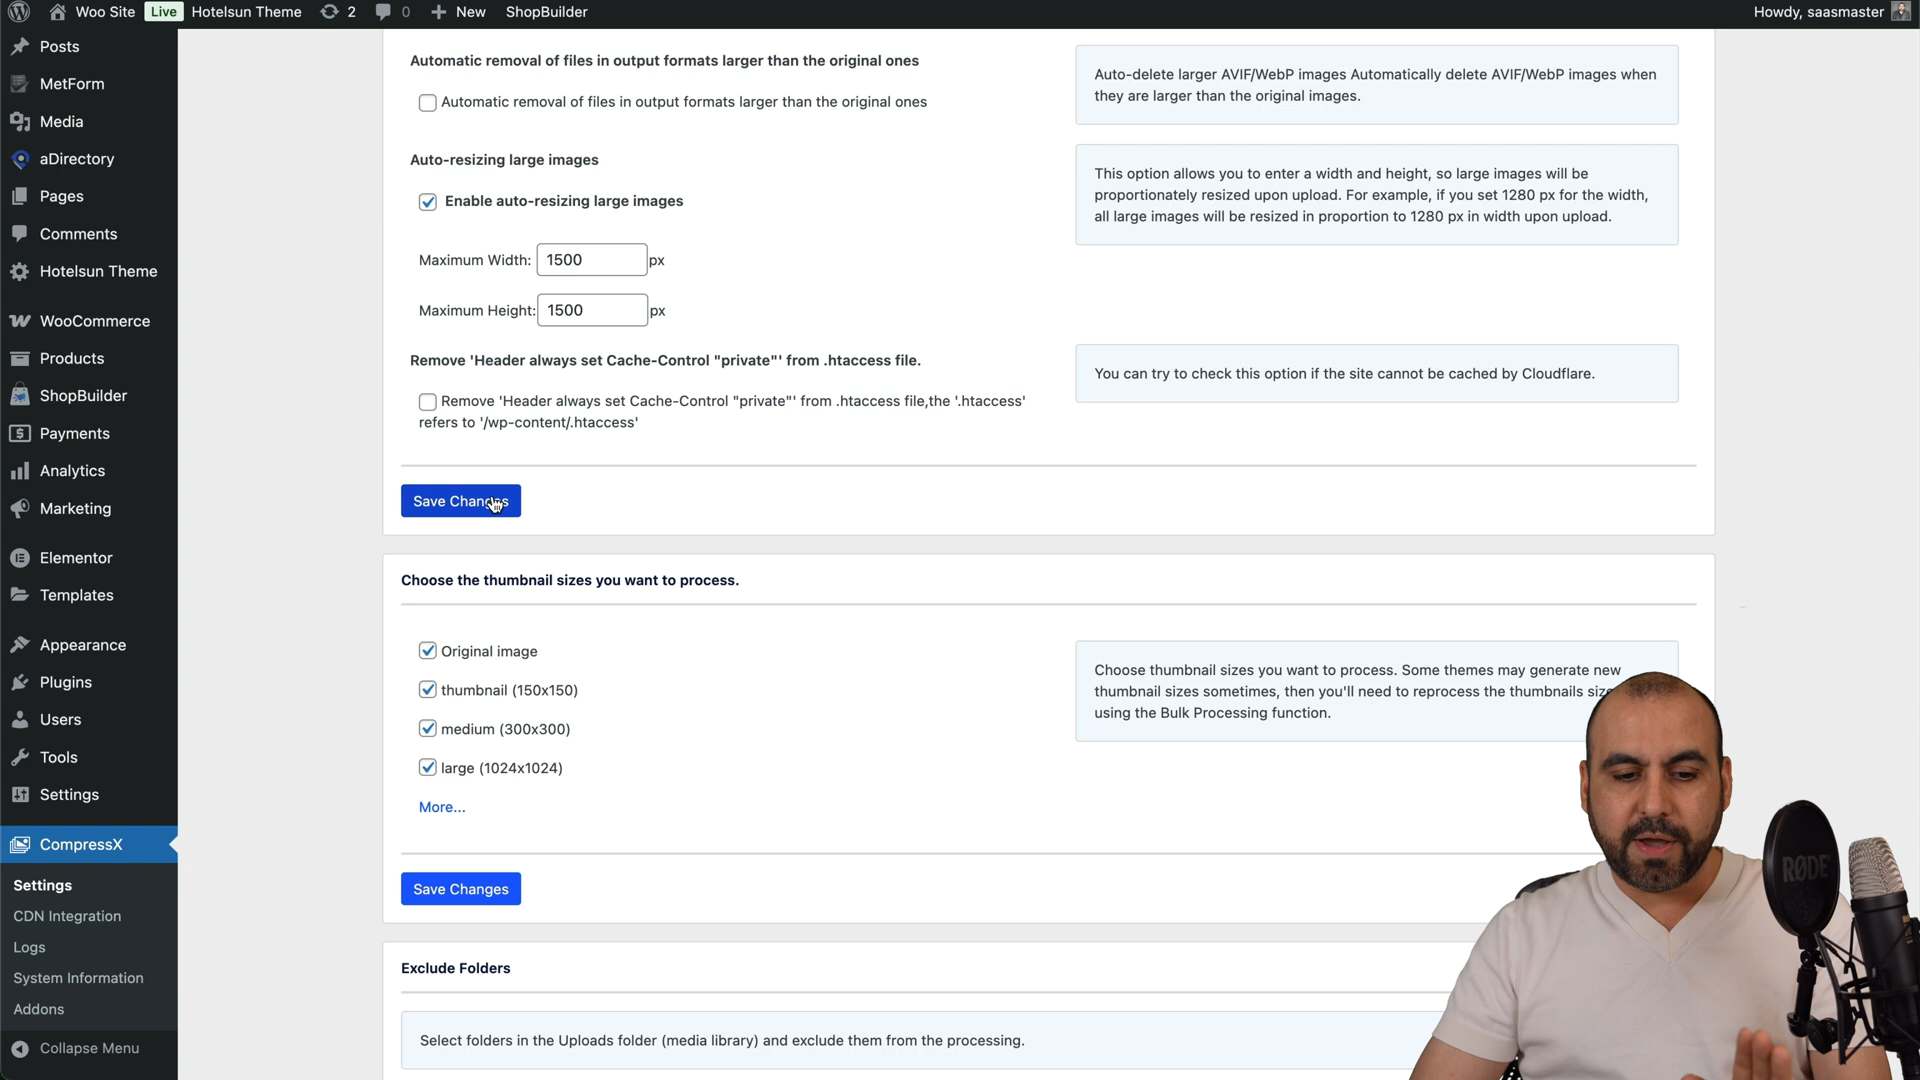 Woo Site Live Hotelsun Theme 2 0 New ShopBuilder
Howdy, saasmaster
Posts
MetForm
Media
aDirectory
Pages
Comments
Hotelsun Theme
WooCommerce
Products
ShopBuilder
Payments
Analytics
Marketing
Elementor
Templates
Appearance
Plugins
Users
Tools
Settings
CompressX
Settings
CDN Integration
Logs
System Information
Addons
Collapse Menu
Automatic removal of files in output formats larger than the original ones
Automatic removal of files in output formats larger than the original ones
Auto-delete larger AVIF/WebP images Automatically delete AVIF/WebP images when
they are larger than the original images.
Auto-resizing large images
Enable auto-resizing large images
Maximum Width: 1500 px
Maximum Height: 1500 px
This option allows you to enter a width and height, so large images will be
proportionately resized upon upload. For example, if you set 1280 px for the width,
all large images will be resized in proportion to 1280 px in width upon upload.
Remove 'Header always set Cache-Control "private"' from .htaccess file.
Remove 'Header always set Cache-Control "private"' from .htaccess file,the '.htaccess'
refers to '/wp-content/.htaccess'
You can try to check this option if the site cannot be cached by Cloudflare.
Save Changes
Choose the thumbnail sizes you want to process.
Original image
thumbnail (150x150)
medium (300x300)
large (1024x1024)
More...
Choose thumbnail sizes you want to process. Some themes may generate new
thumbnail sizes sometimes, then you'll need to reprocess the thumbnails
using the Bulk Processing function.
Save Changes
Exclude Folders
Select folders in the Uploads folder (media library) and exclude them from the processing.
RØDE